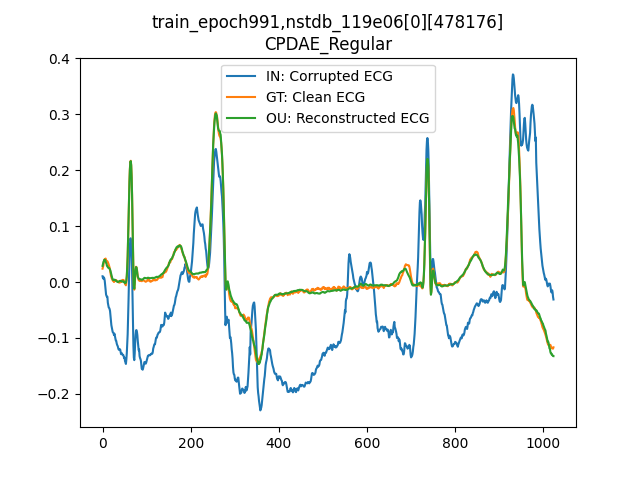 train_epoch991,nstdb_119e06[0][478176]
CPDAE_Regular
IN: Corrupted ECG
GT: Clean ECG
OU: Reconstructed ECG
0.4
0.3
0.2
0.1
0.0
−0.1
−0.2
0 200 400 600 800 1000